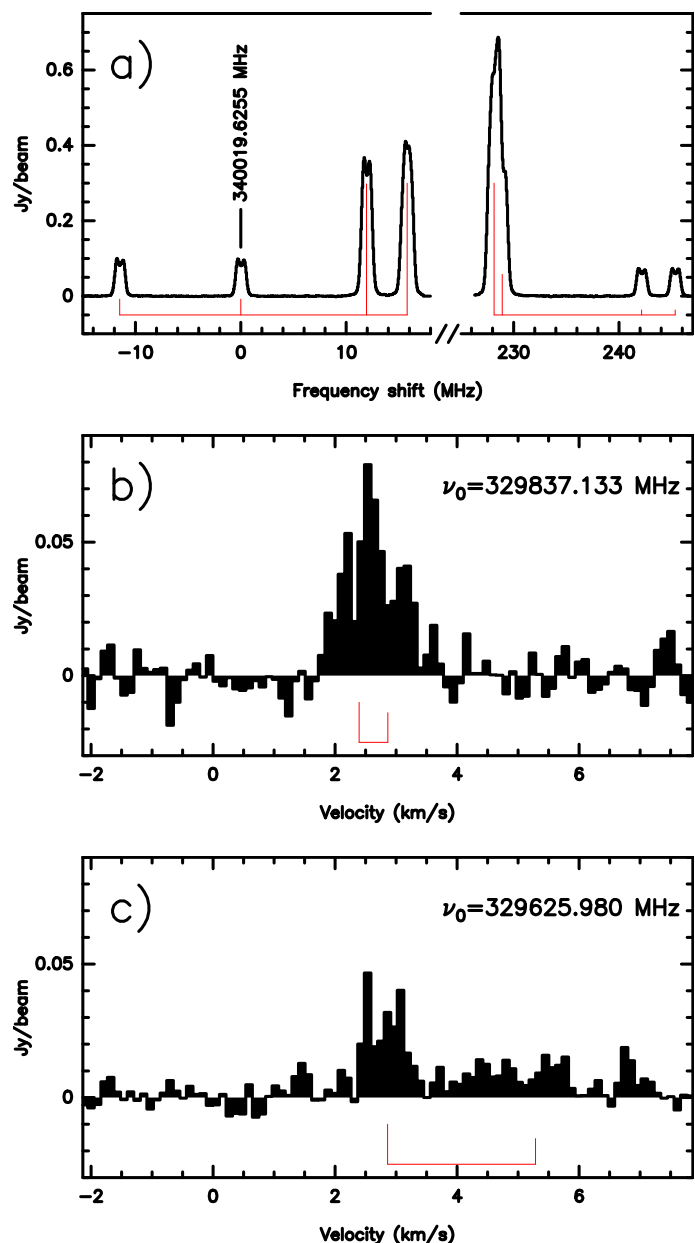 a)
0.6
0.4
0.2
0
Jy/beam
340019.6255 MHz
−10
0
10
230
240
Frequency shift (MHz)
b)
ν0=329837.133 MHz
0.05
0
Jy/beam
−2
0
2
4
6
Velocity (km/s)
c)
ν0=329625.980 MHz
0.05
0
Jy/beam
−2
0
2
4
6
Velocity (km/s)